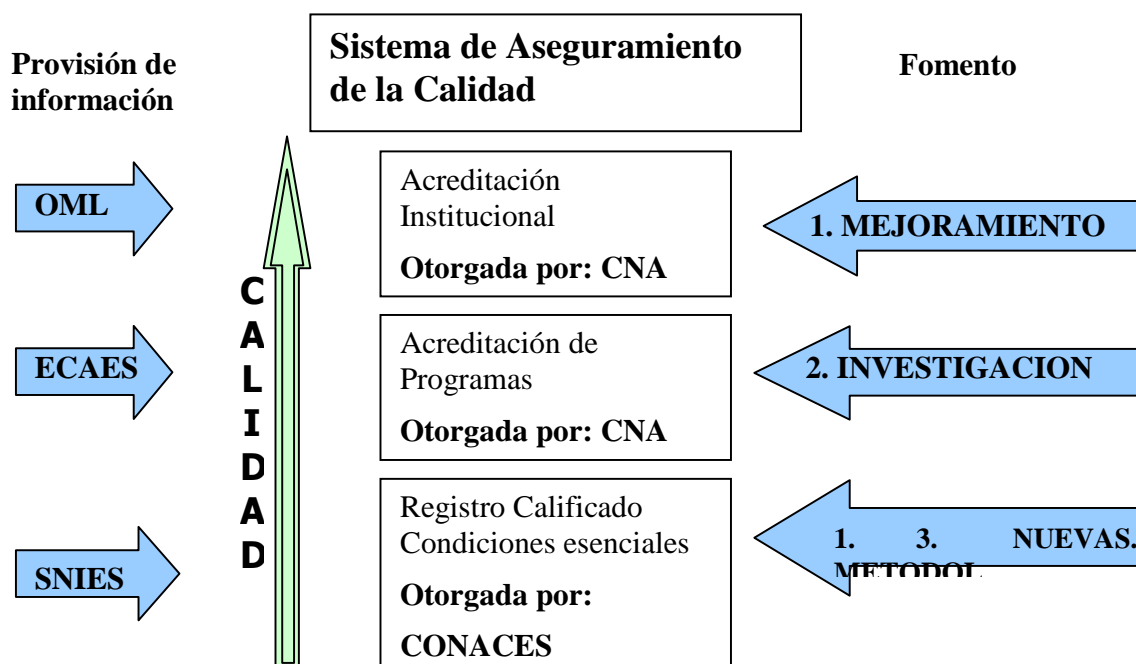 Provisión de
información
Sistema de Aseguramiento
de la Calidad
Fomento
OML
ECAES
SNIES
CALIDAD
Acreditación
Institucional
Otorgada por: CNA
Acreditación de
Programas
Otorgada por: CNA
Registro Calificado
Condiciones esenciales
Otorgada por:
CONACES
1. MEJORAMIENTO
2. INVESTIGACION
1. 3. NUEVAS.
METODOL